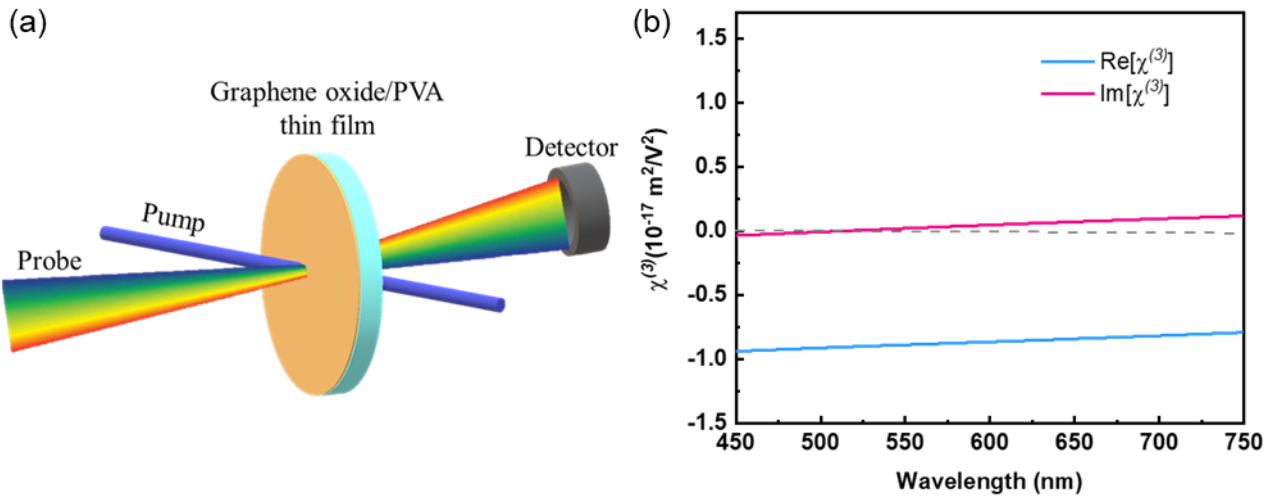 (a)
Graphene oxide/PVA
thin film
Detector
Pump
Probe
(b)
1.5
1.0
0.5
0.0
-0.5
-1.0
-1.5
χ(3)(10-17 m2/V2)
Re[χ(3)]
Im[χ(3)]
450 500 550 600 650 700 750
Wavelength (nm)